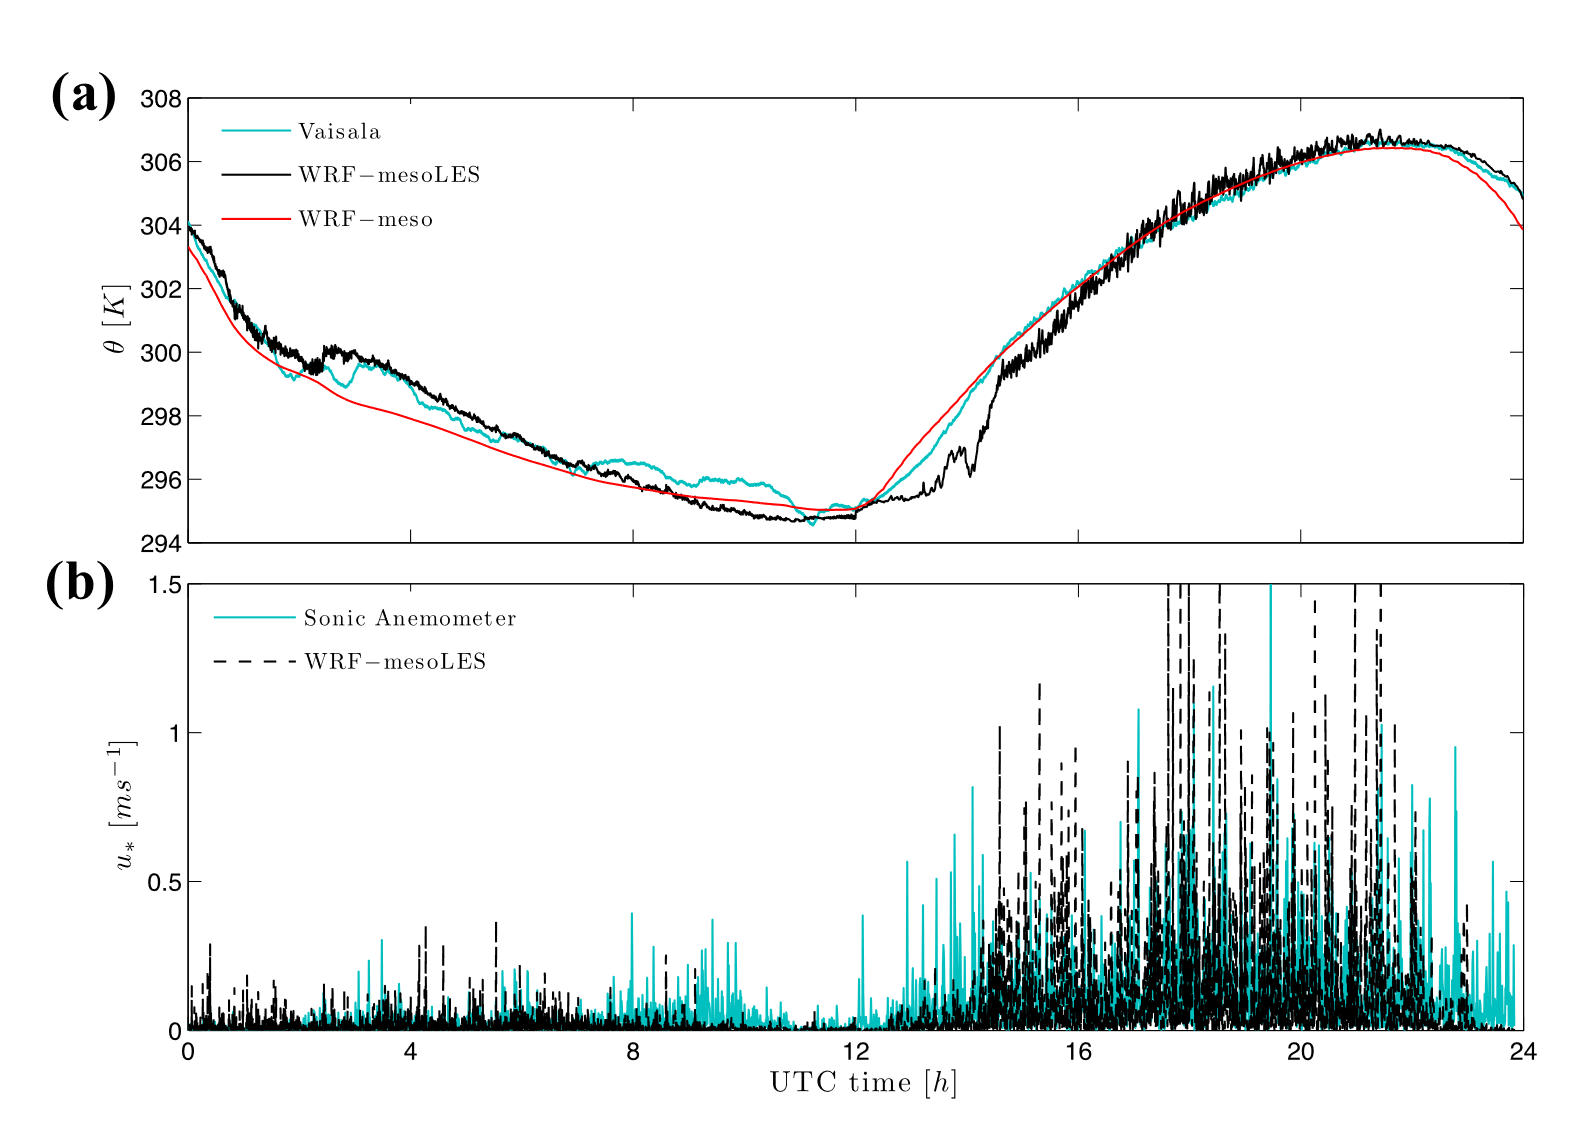 (a)
308
306
304
302
300
298
296
294
θ [K]
Vaisala
WRF−mesoLES
WRF−meso
(b)
1.5
1
0.5
0
u* [ms⁻¹]
Sonic Anemometer
WRF−mesoLES
0 4 8 12 16 20 24
UTC time [h]